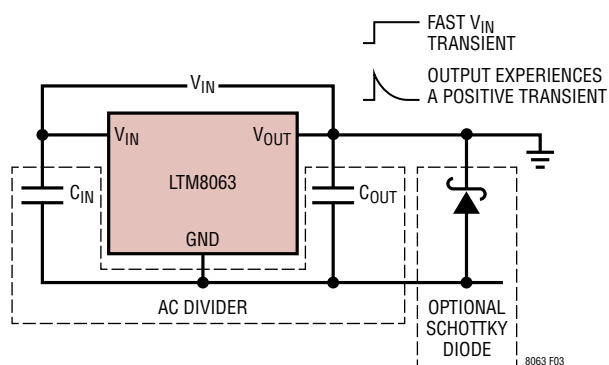 FAST VIN
TRANSIENT
OUTPUT EXPERIENCES
A POSITIVE TRANSIENT
VIN
VIN
VOUT
LTM8063
CIN
COUT
GND
AC DIVIDER
OPTIONAL
SCHOTTKY
DIODE
8063 F03